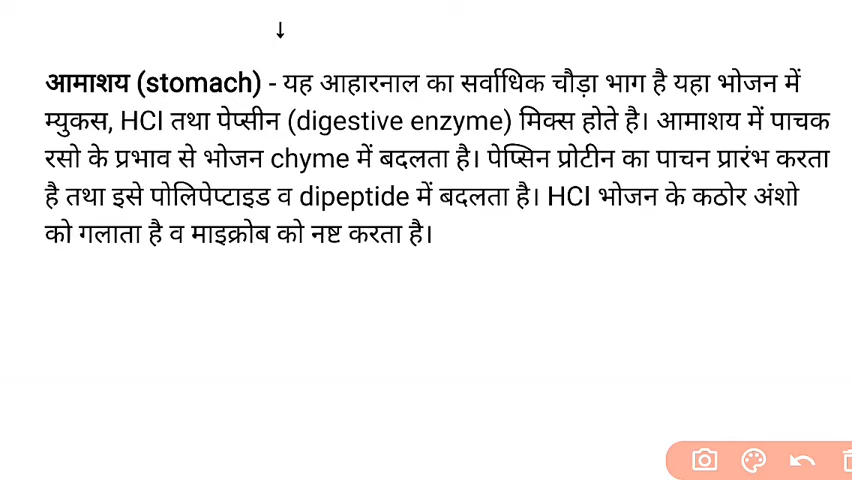 ↓
आमाशय (stomach) - यह आहारनाल का सर्वाधिक चौड़ा भाग है यहा भोजन में
म्युकस, HCl तथा पेप्सीन (digestive enzyme) मिक्स होते है। आमाशय में पाचक
रसो के प्रभाव से भोजन chyme में बदलता है। पेप्सिन प्रोटीन का पाचन प्रारंभ करता
है तथा इसे पोलिपेप्टाइड व dipeptide में बदलता है। HCl भोजन के कठोर अंशो
को गलाता है व माइक्रोब को नष्ट करता है।